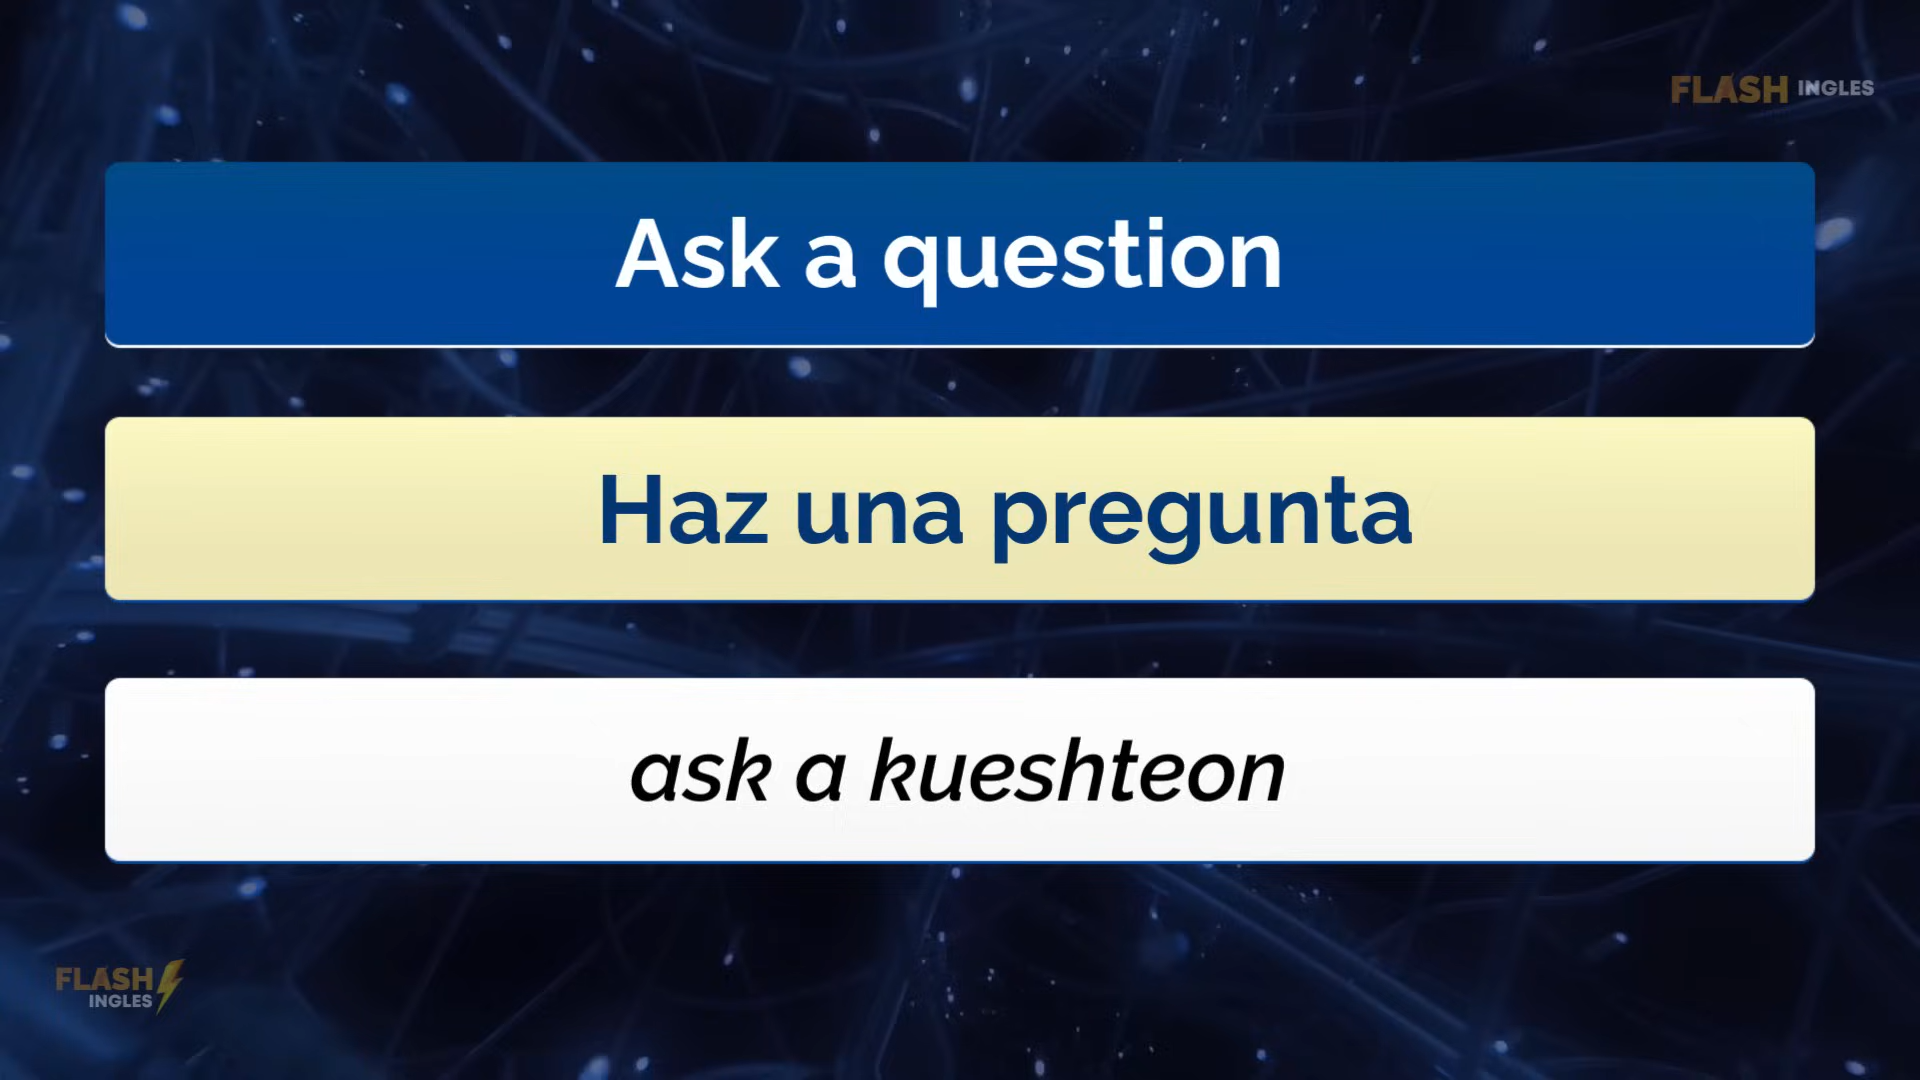 FLASH INGLES
Ask a question
Haz una pregunta
ask a kueshteon
FLASH
INGLES